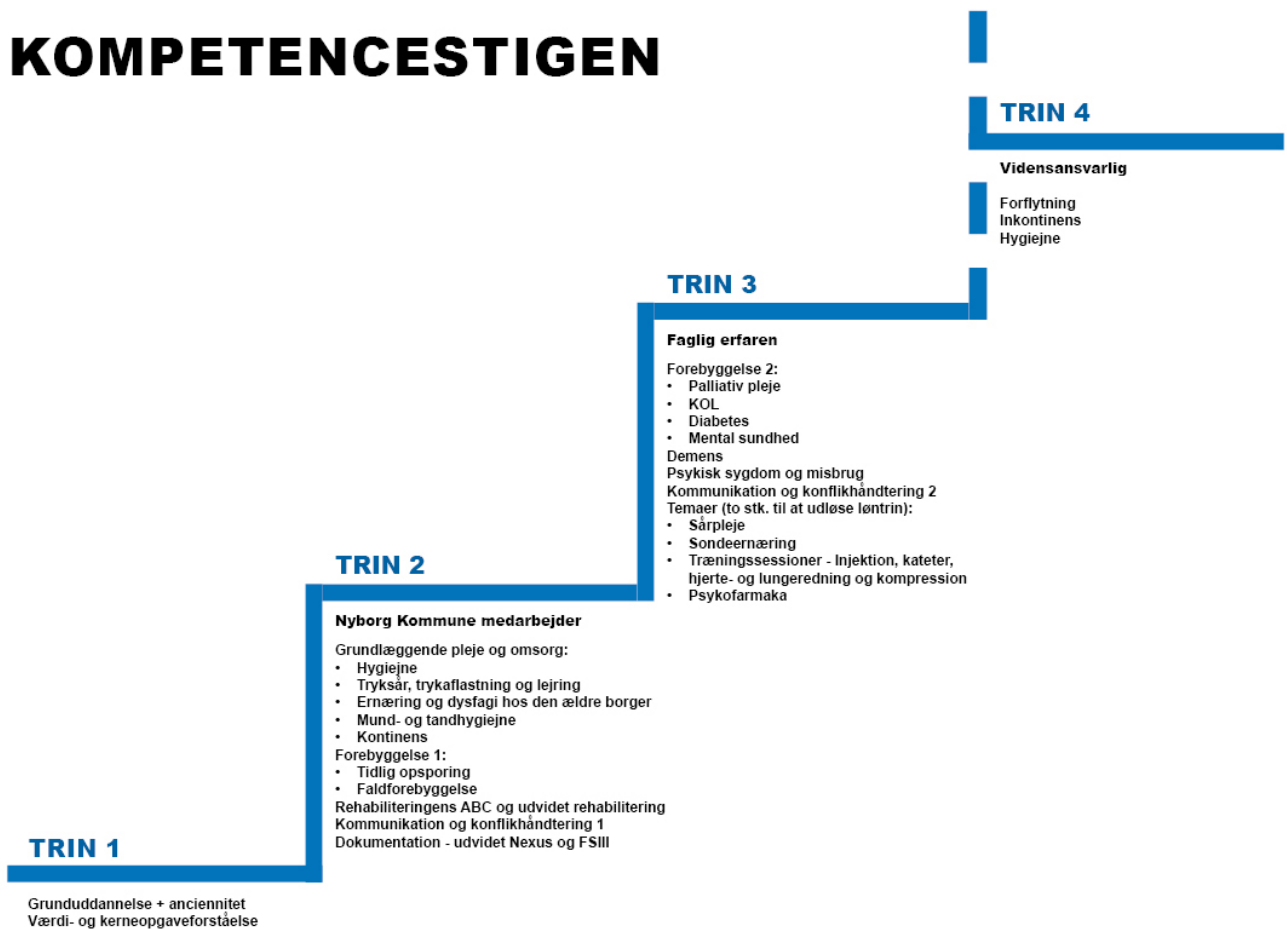 KOMPETENCESTIGEN
TRIN 4
Vidensansvarlig
Forflytning
Inkontinens
Hygiejne
TRIN 3
Faglig erfaren
Forebyggelse 2:
• Palliativ pleje
• KOL
• Diabetes
• Mental sundhed
Demens
Psykisk sygdom og misbrug
Kommunikation og konflikhåndtering 2
Temaer (to stk. til at udløse løntrin):
• Sårpleje
• Sondeernæring
• Træningssessioner - Injektion, kateter,
hjerte- og lungeredning og kompression
• Psykofarmaka
TRIN 2
Nyborg Kommune medarbejder
Grundlæggende pleje og omsorg:
• Hygiejne
• Tryksår, trykaflastning og lejring
• Ernæring og dysfagi hos den ældre borger
• Mund- og tandhygiejne
• Kontinens
Forebyggelse 1:
• Tidlig opsporing
• Faldforebyggelse
Rehabiliteringens ABC og udvidet rehabilitering
Kommunikation og konflikhåndtering 1
Dokumentation - udvidet Nexus og FSIII
TRIN 1
Grunduddannelse + anciennitet
Værdi- og kerneopgaveforståelse